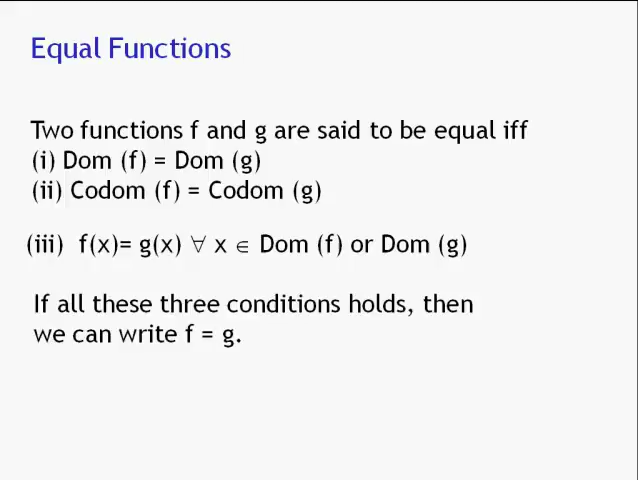 Equal Functions
Two functions f and g are said to be equal iff
(i) Dom (f) = Dom (g)
(ii) Codom (f) = Codom (g)
(iii) f(x)= g(x) ∀ x ∈ Dom (f) or Dom (g)
If all these three conditions holds, then
we can write f = g.